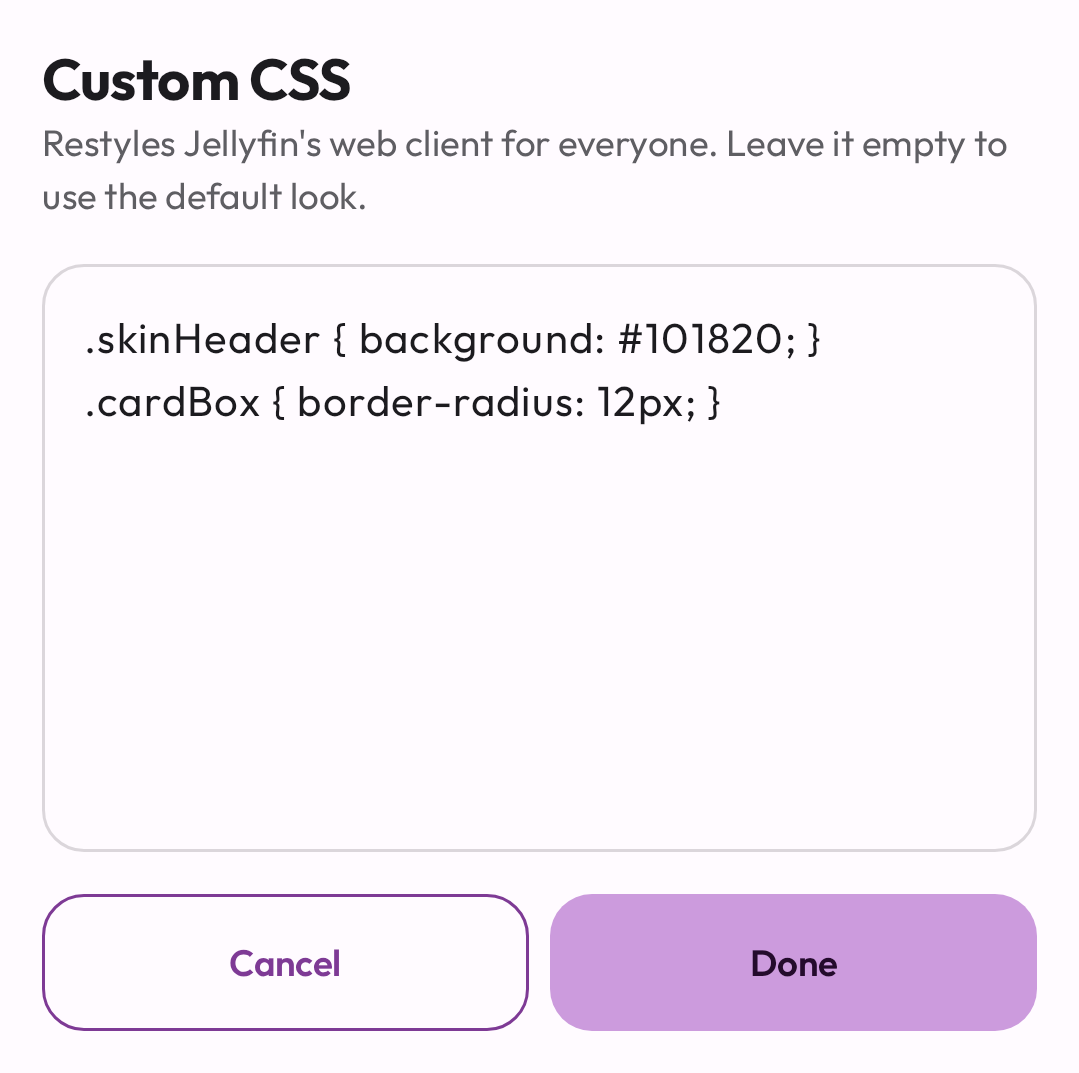 Custom CSS
Restyles Jellyfin's web client for everyone. Leave it empty to
use the default look.
.skinHeader { background: #101820; }
.cardBox { border-radius: 12px; }
Cancel
Done